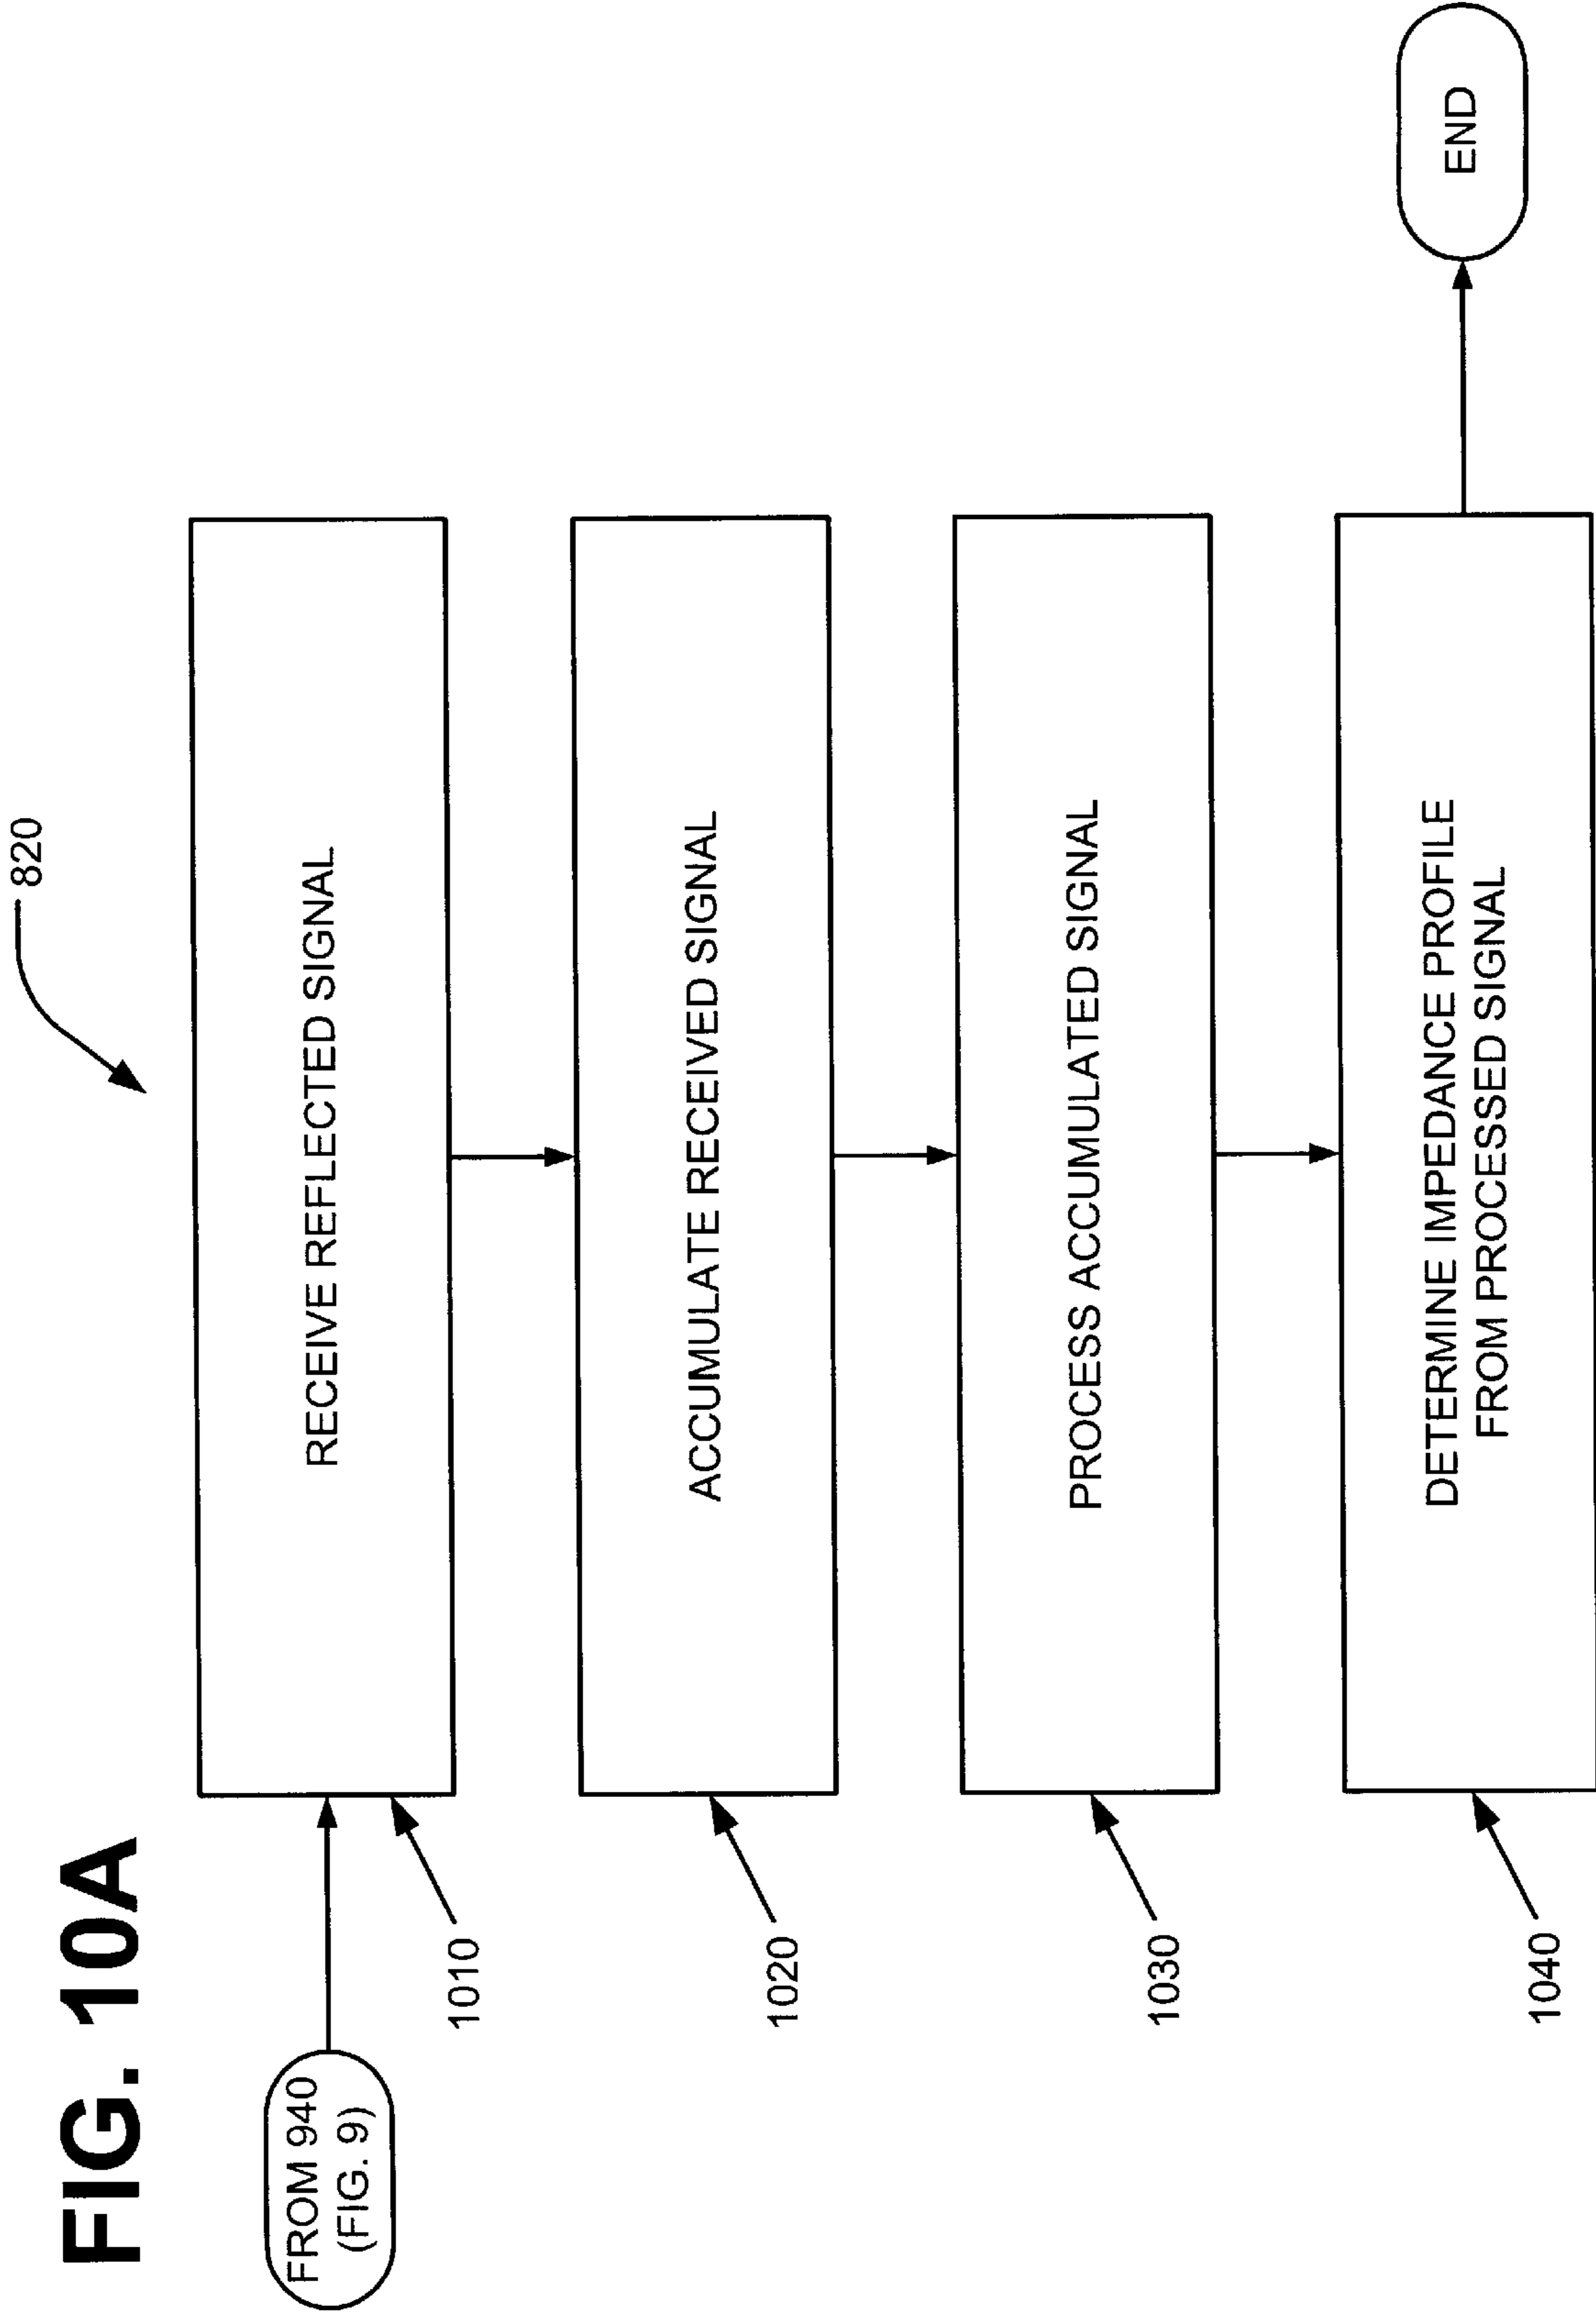 FIG. 10A
820
FROM 940
(FIG. 9)
RECEIVE REFLECTED SIGNAL
1010
ACCUMULATE RECEIVED SIGNAL
1020
PROCESS ACCUMULATED SIGNAL
1030
DETERMINE IMPEDANCE PROFILE
FROM PROCESSED SIGNAL
1040
END